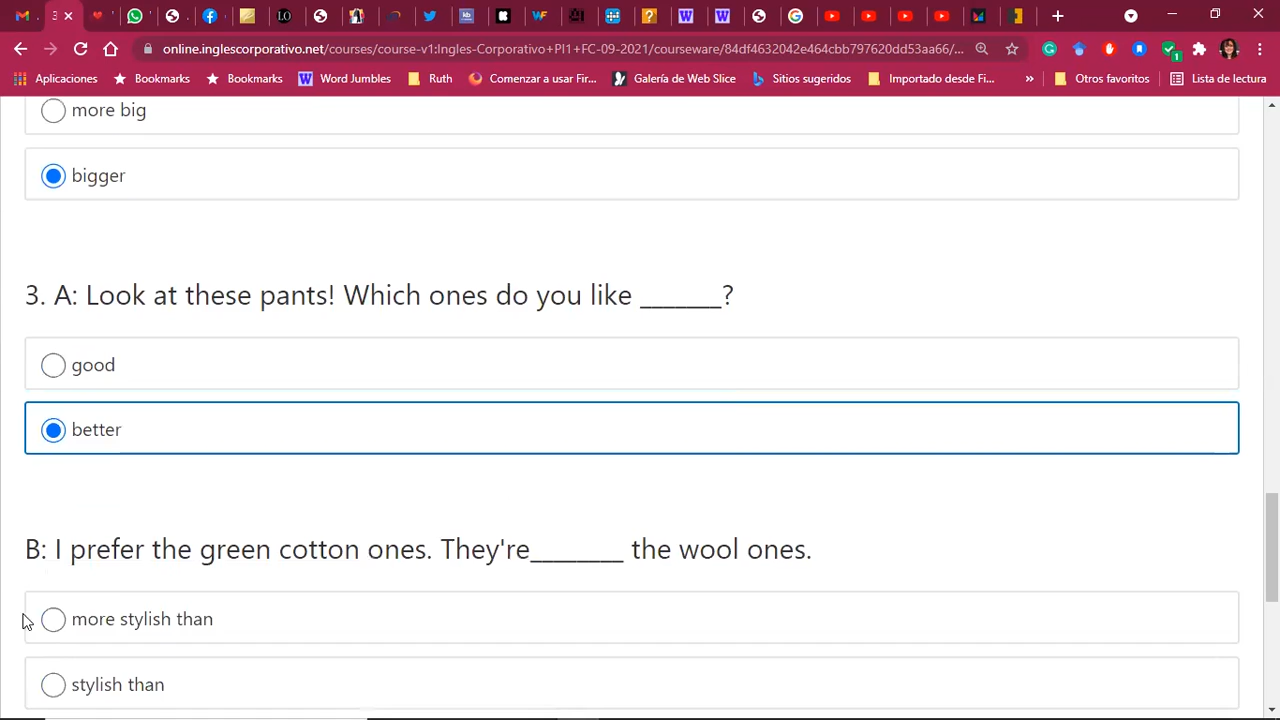 3
LO
WF
online.inglescorporativo.net/courses/course-v1:Ingles-Corporativo+PI1+FC-09-2021/courseware/84df4632042e464cbb797620dd53aa66/...
Aplicaciones Bookmarks Bookmarks Word Jumbles Ruth Comenzar a usar Fir... Galería de Web Slice Sitios sugeridos Importado desde Fi... » Otros favoritos Lista de lectura
more big
bigger
3. A: Look at these pants! Which ones do you like _______?
good
better
B: I prefer the green cotton ones. They're________ the wool ones.
more stylish than
stylish than